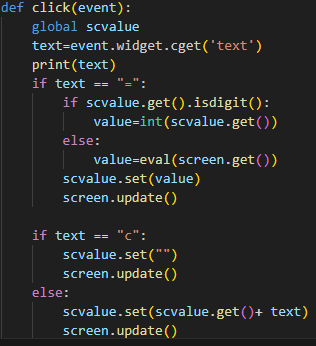 def click(event):
    global scvalue
    text=event.widget.cget('text')
    print(text)
    if text == "=":
        if scvalue.get().isdigit():
            value=int(scvalue.get())
        else:
            value=eval(screen.get())
        scvalue.set(value)
        screen.update()

    if text == "c":
        scvalue.set("")
        screen.update()
    else:
        scvalue.set(scvalue.get()+ text)
        screen.update()